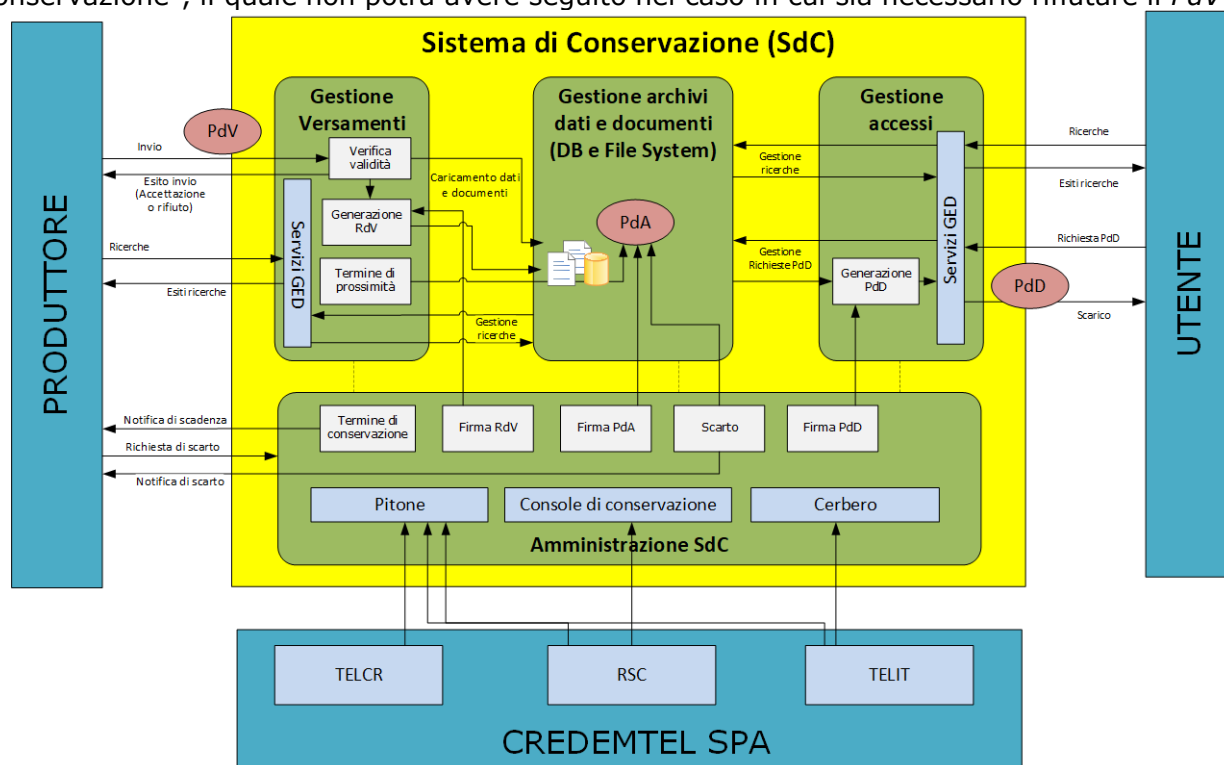 onservazione", il quale non potrà avere seguito nel caso in cui sia necessario rifiutare il PdV
Sistema di Conservazione (SdC)
PRODUTTORE
UTENTE
Gestione
Versamenti
Gestione archivi
dati e documenti
(DB e File System)
Gestione
accessi
PdV
Invio
Esito invio
(Accettazione
o rifiuto)
Ricerche
Esiti ricerche
Verifica
validità
Generazione
RdV
Termine di
prossimità
Servizi GED
Caricamento dati
e documenti
Gestione
ricerche
PdA
Gestione
ricerche
Gestione
Richieste PdD
Generazione
PdD
Servizi GED
Ricerche
Esiti ricerche
Richiesta PdD
PdD
Scarico
Notifica di scadenza
Richiesta di scarto
Notifica di scarto
Termine di
conservazione
Firma RdV
Firma PdA
Scarto
Firma PdD
Pitone
Console di conservazione
Cerbero
Amministrazione SdC
TELCR
RSC
TELIT
CREDEMTEL SPA